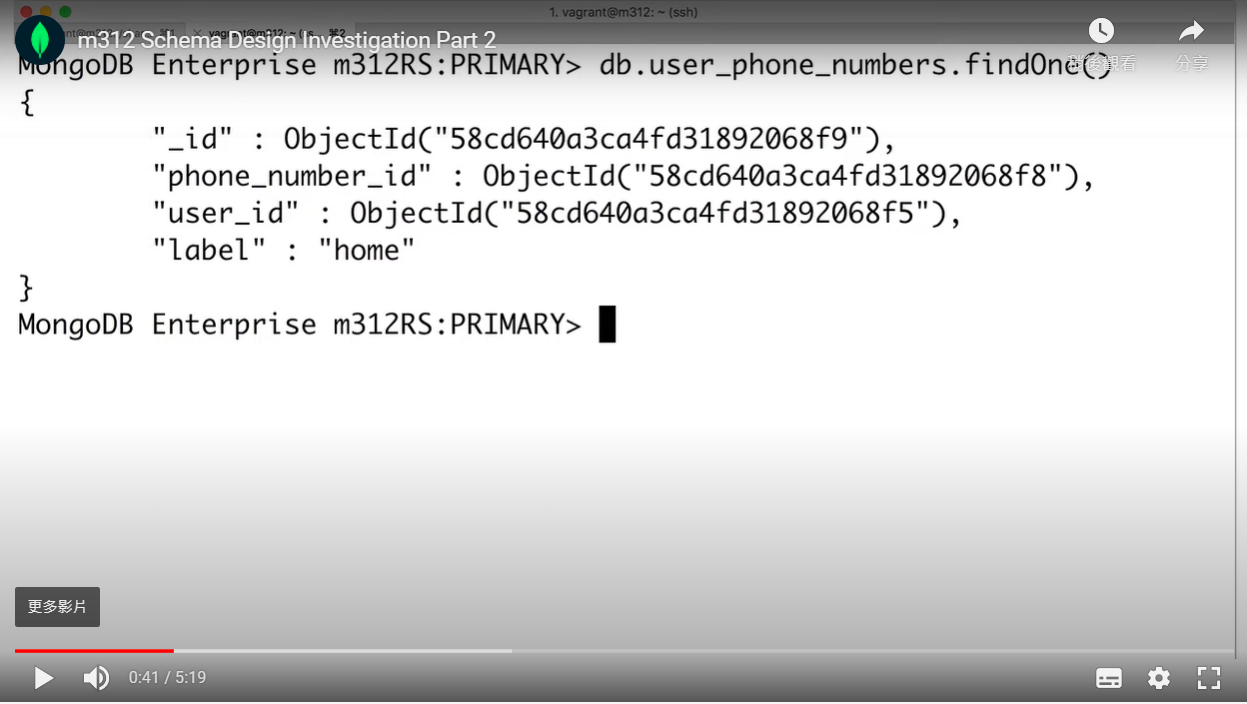 1. vagrant@m312: ~ (ssh)
m312 Schema Design Investigation Part 2
MongoDB Enterprise m312RS:PRIMARY> db.user_phone_numbers.findOne()
稍後觀看
分享
{
"_id" : ObjectId("58cd640a3ca4fd31892068f9"),
"phone_number_id" : ObjectId("58cd640a3ca4fd31892068f8"),
"user_id" : ObjectId("58cd640a3ca4fd31892068f5"),
"label" : "home"
}
MongoDB Enterprise m312RS:PRIMARY>
更多影片
0:41 / 5:19